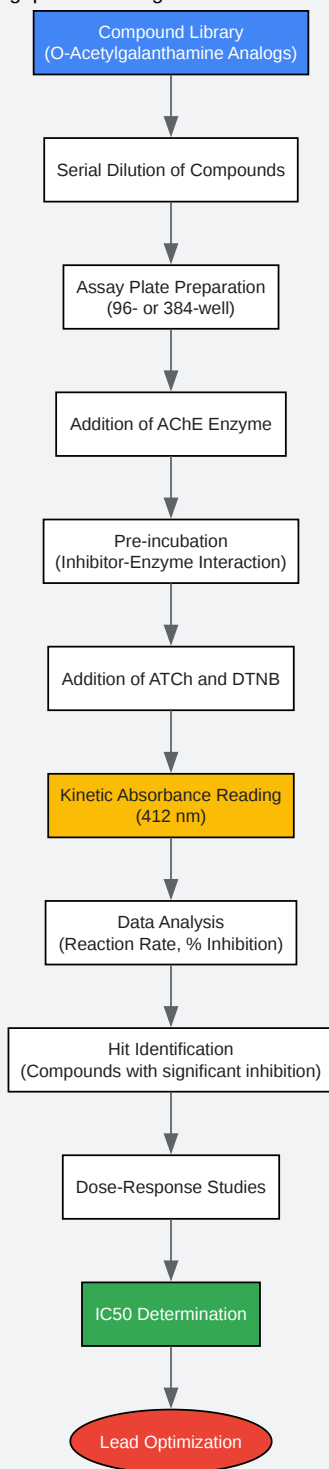 Compound Library
(O-Acetylgalanthamine Analogs)
Serial Dilution of Compounds
Assay Plate Preparation
(96- or 384-well)
Addition of AChE Enzyme
Pre-incubation
(Inhibitor-Enzyme Interaction)
Addition of ATCh and DTNB
Kinetic Absorbance Reading
(412 nm)
Data Analysis
(Reaction Rate, % Inhibition)
Hit Identification
(Compounds with significant inhibition)
Dose-Response Studies
IC50 Determination
Lead Optimization